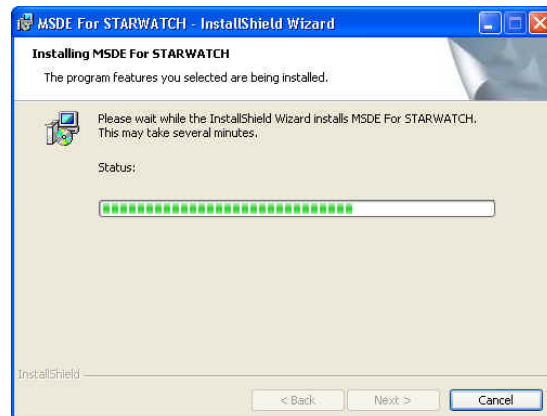 MSDE For STARWATCH - InstallShield Wizard
Installing MSDE For STARWATCH
The program features you selected are being installed.
Please wait while the InstallShield Wizard installs MSDE For STARWATCH.
This may take several minutes.
Status:
InstallShield
< Back
Next >
Cancel